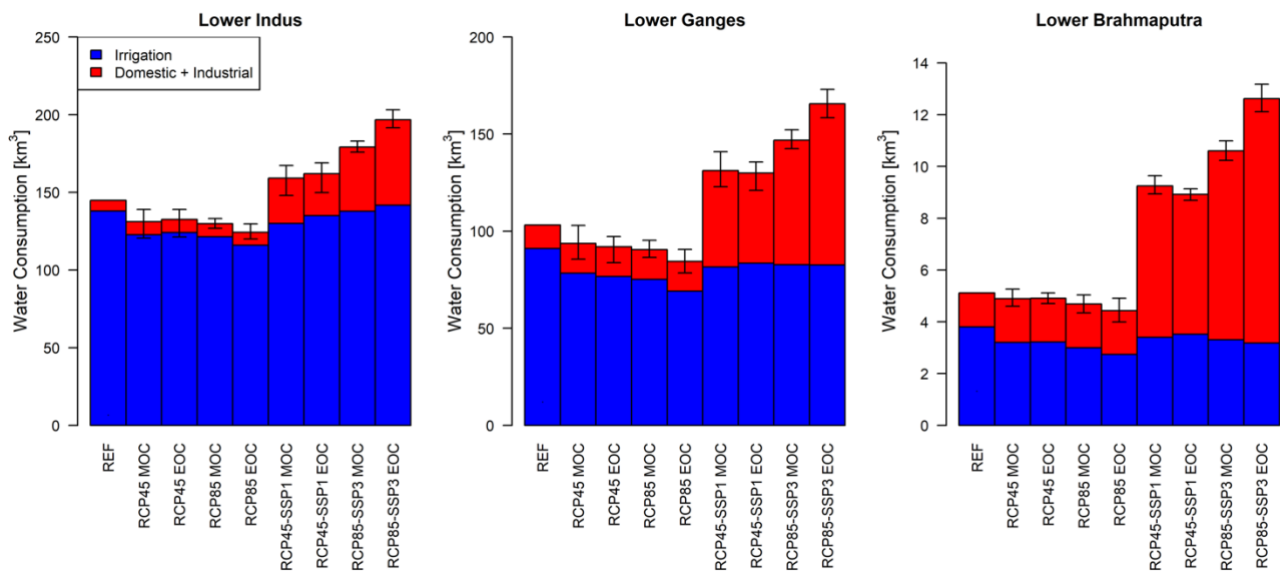 Lower Indus
Water Consumption [km³]
250
200
150
100
50
0
Irrigation
Domestic + Industrial
REF
RCP45 MOC
RCP45 EOC
RCP85 MOC
RCP85 EOC
RCP45-SSP1 MOC
RCP45-SSP1 EOC
RCP85-SSP3 MOC
RCP85-SSP3 EOC
Lower Ganges
Water Consumption [km³]
200
150
100
50
0
REF
RCP45 MOC
RCP45 EOC
RCP85 MOC
RCP85 EOC
RCP45-SSP1 MOC
RCP45-SSP1 EOC
RCP85-SSP3 MOC
RCP85-SSP3 EOC
Lower Brahmaputra
Water Consumption [km³]
14
12
10
8
6
4
2
0
REF
RCP45 MOC
RCP45 EOC
RCP85 MOC
RCP85 EOC
RCP45-SSP1 MOC
RCP45-SSP1 EOC
RCP85-SSP3 MOC
RCP85-SSP3 EOC